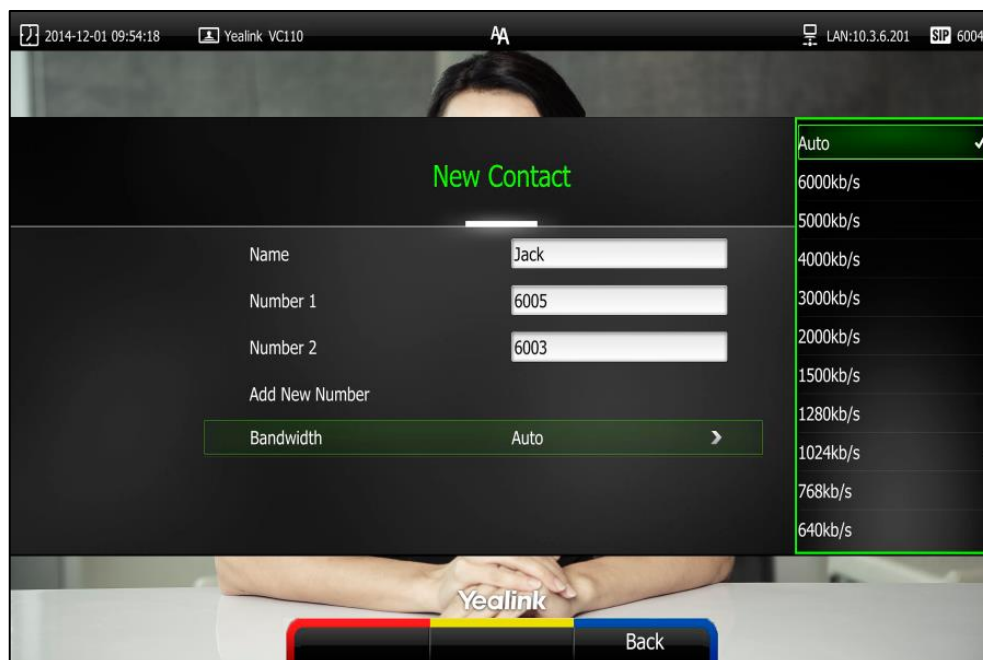 2014-12-01 09:54:18 Yealink VC110 AA LAN:10.3.6.201 SIP 6004
New Contact
Name Jack
Number 1 6005
Number 2 6003
Add New Number
Bandwidth Auto
Auto
6000kb/s
5000kb/s
4000kb/s
3000kb/s
2000kb/s
1500kb/s
1280kb/s
1024kb/s
768kb/s
640kb/s
Yealink
Back